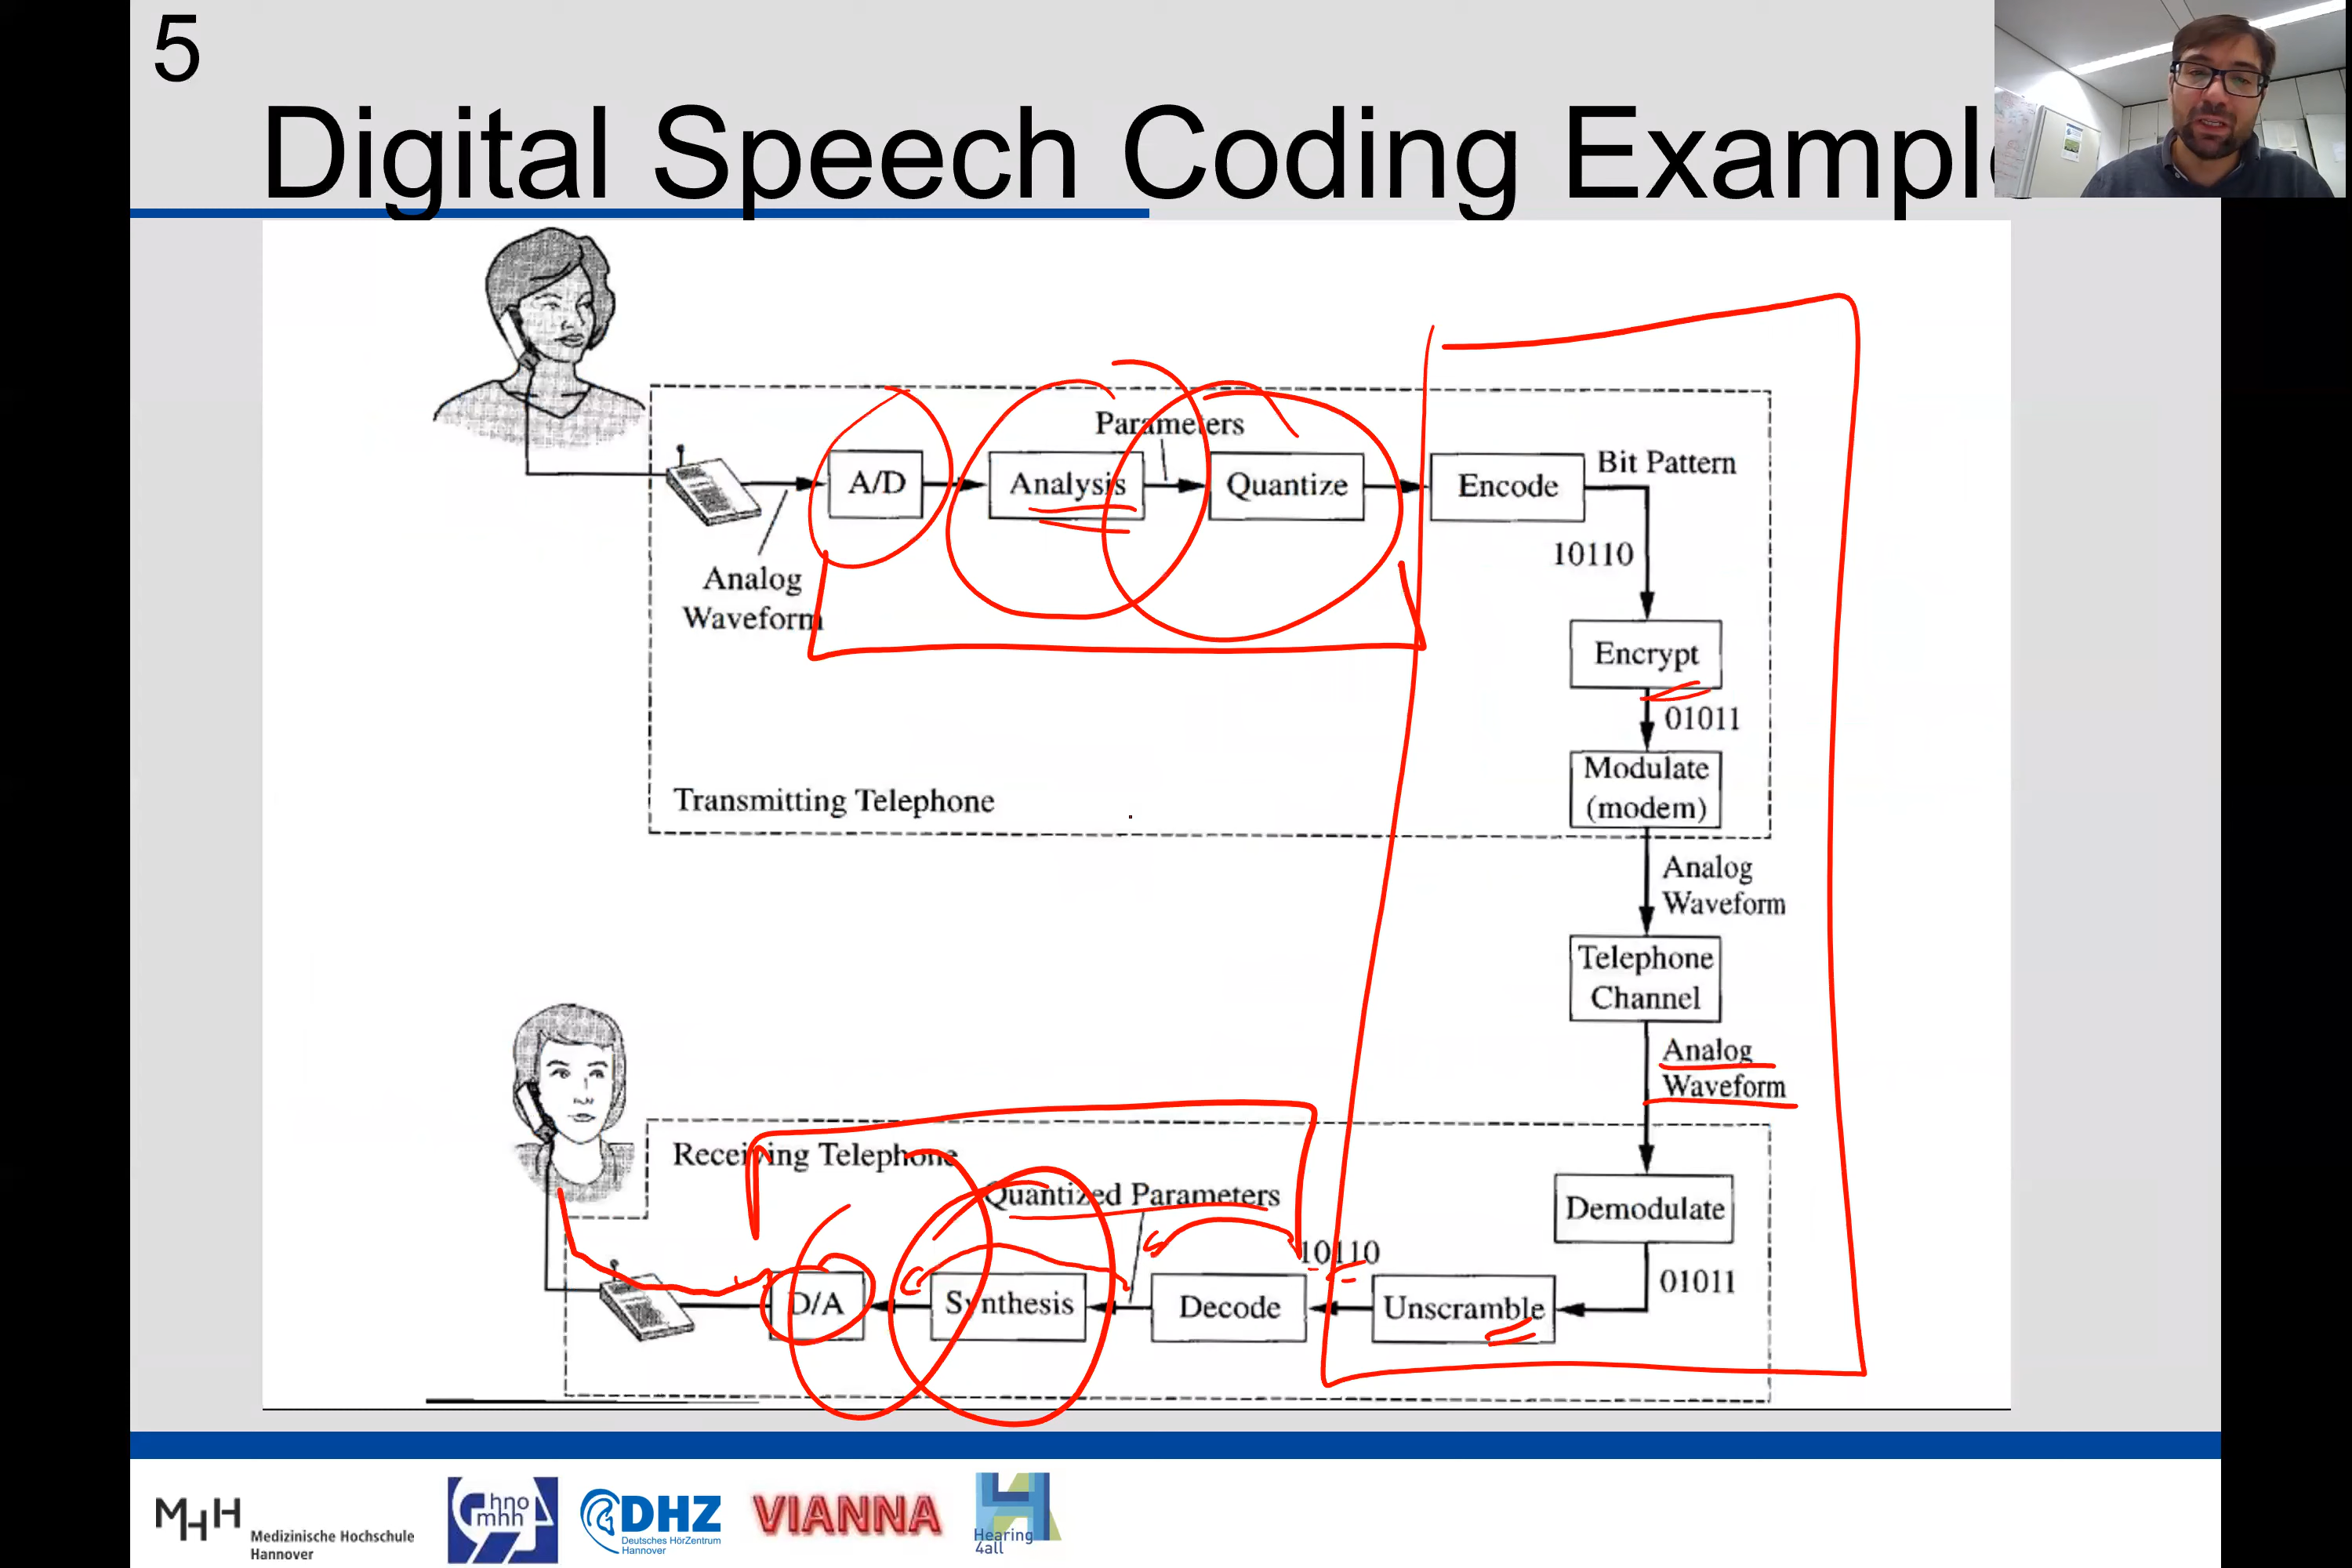 5
Digital Speech Coding Example
Parameters
A/D
Analysis
Quantize
Encode
Bit Pattern
10110
Analog
Waveform
Encrypt
01011
Modulate
(modem)
Transmitting Telephone
Analog
Waveform
Telephone
Channel
Analog
Waveform
Receiving Telephone
Quantized Parameters
Demodulate
10110
01011
D/A
Synthesis
Decode
Unscramble
MHH
Medizinische Hochschule
Hannover
hno
mhh
DHZ
Deutsches HörZentrum
Hannover
VIANNA
Hearing
4all